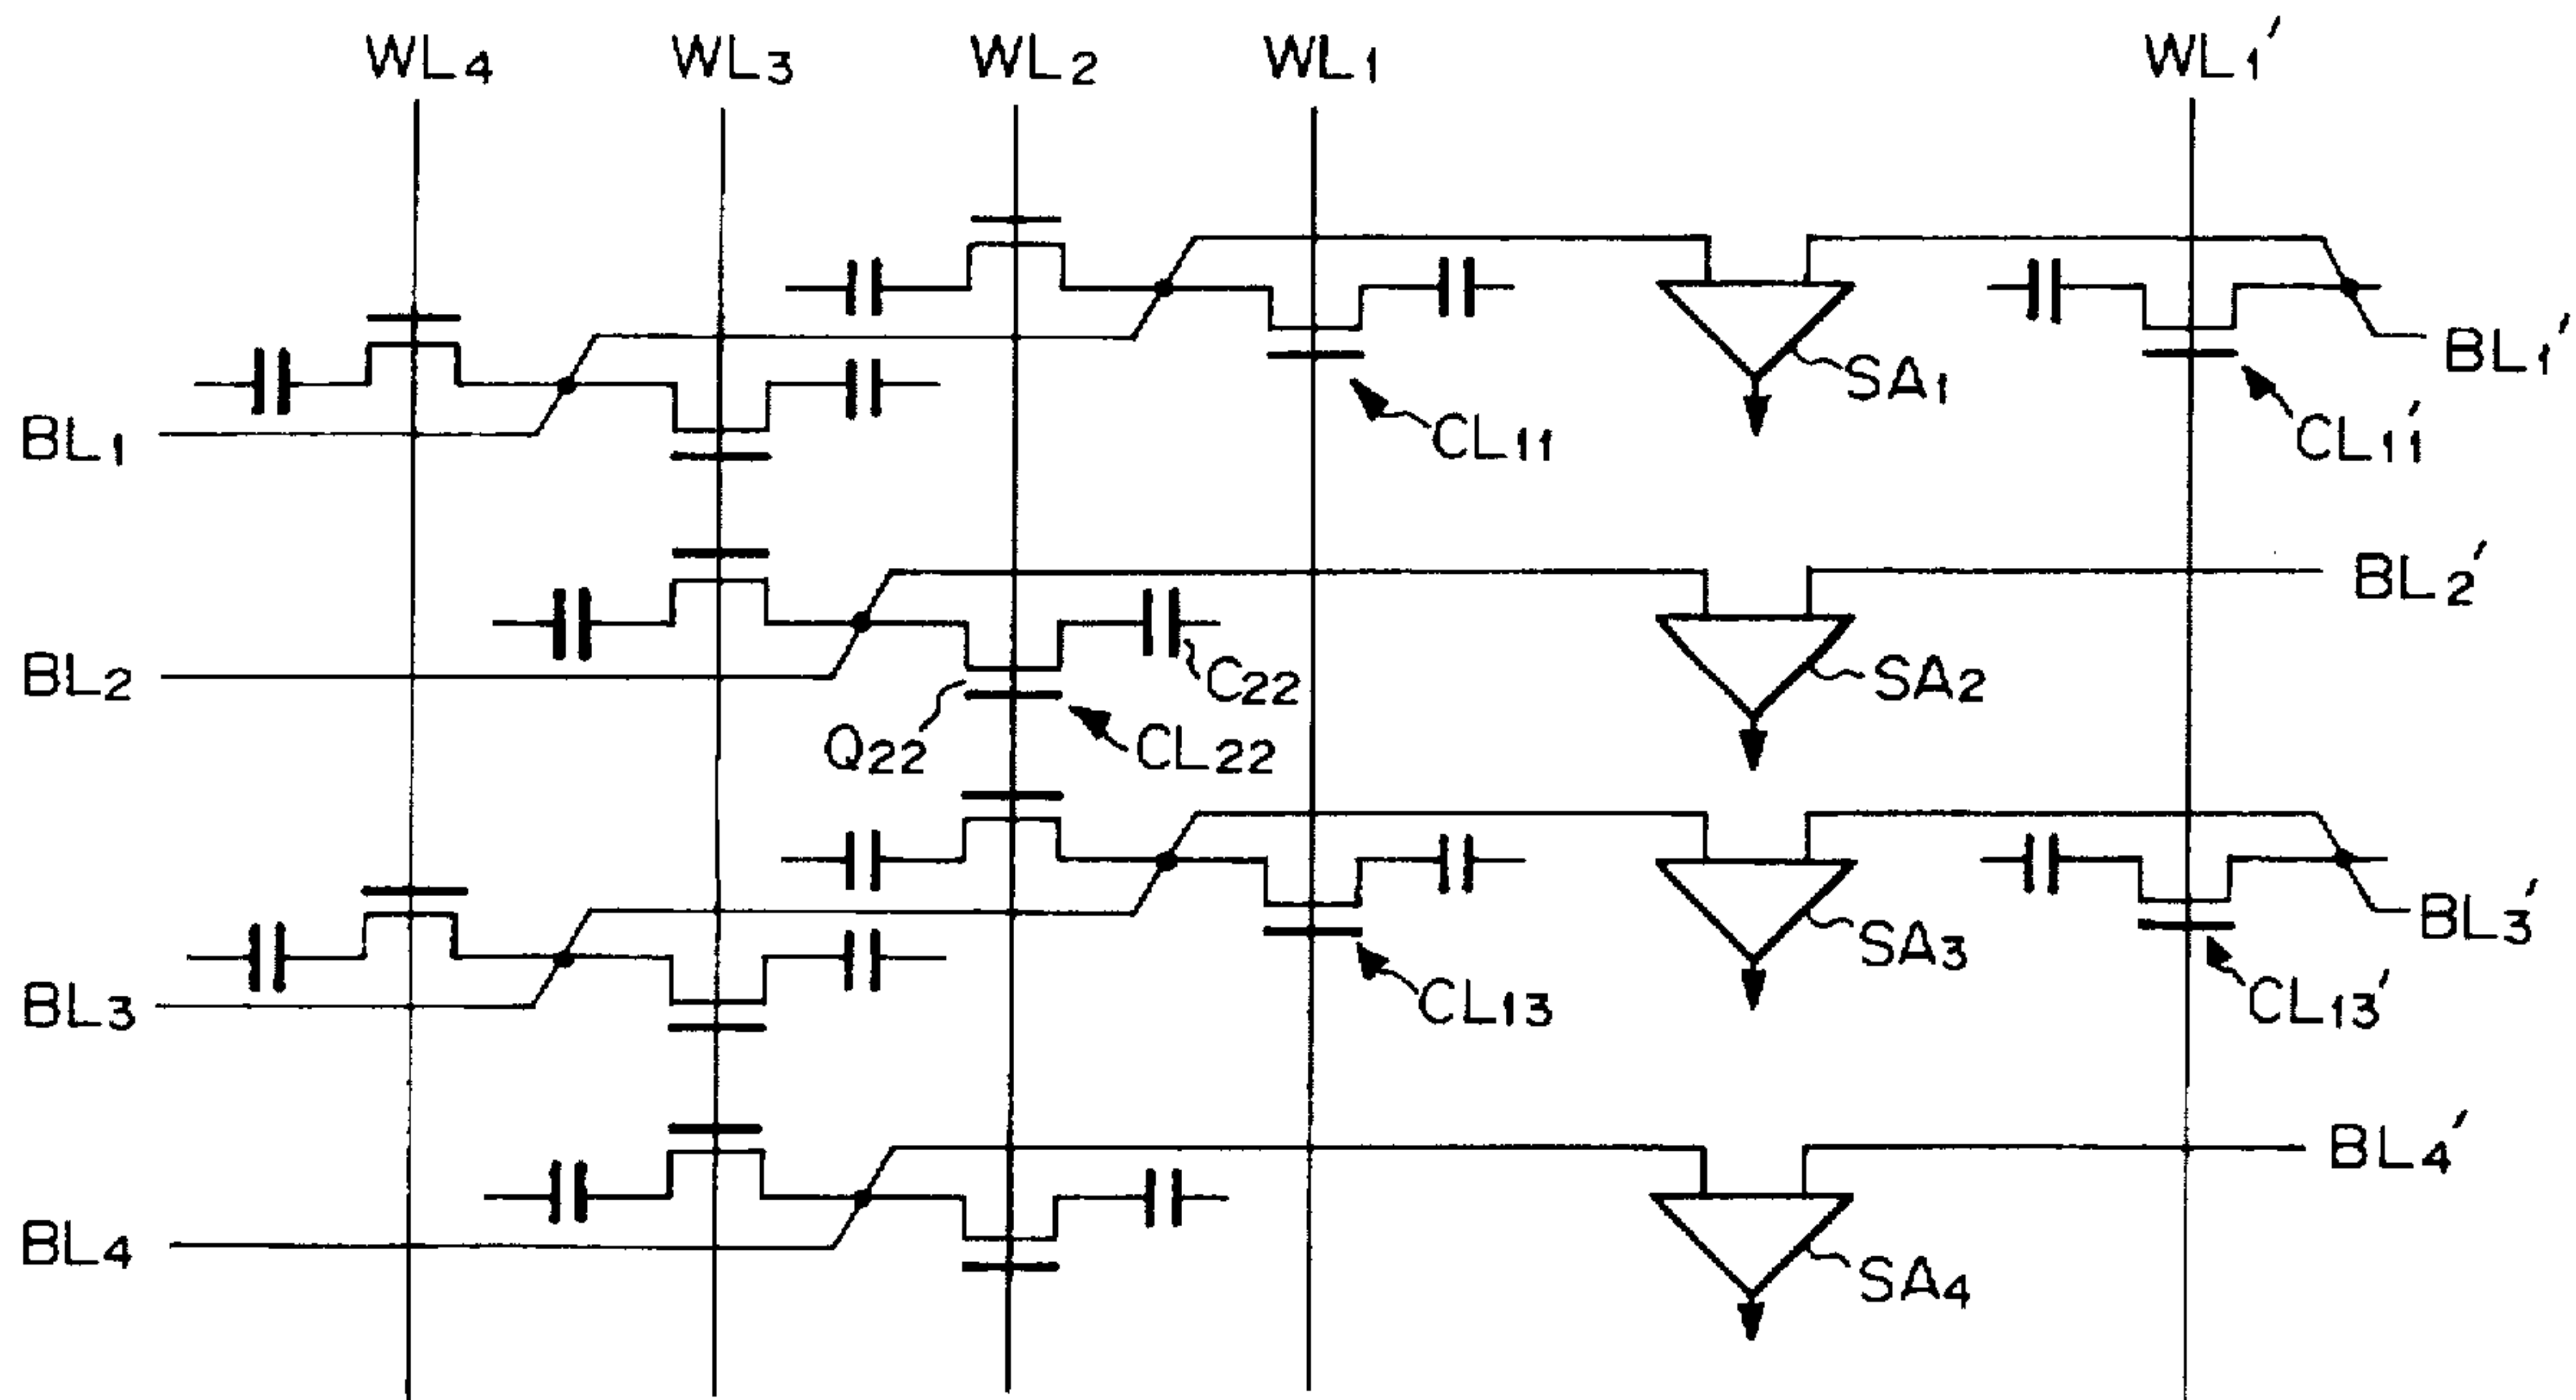 WL4 WL3 WL2 WL1 WL1'
BL1 CL11 SA1 CL11' BL1'
BL2'
BL2 C22 SA2
Q22 CL22
BL3 CL13 SA3 CL13' BL3'
BL4'
BL4 SA4